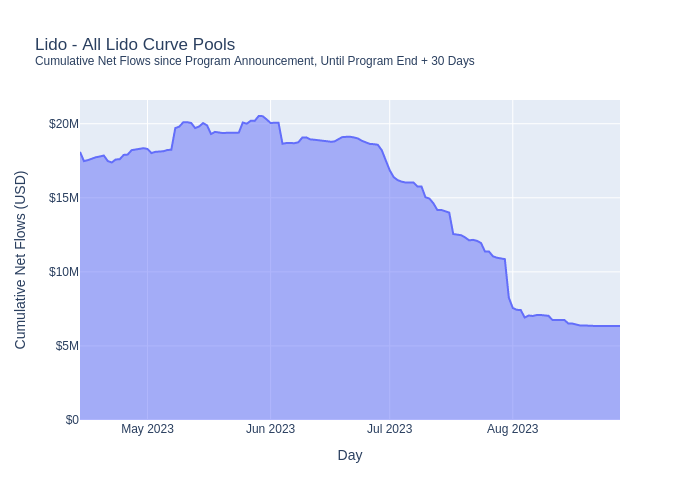 Lido - All Lido Curve Pools
Cumulative Net Flows since Program Announcement, Until Program End + 30 Days
Cumulative Net Flows (USD)
$20M
$15M
$10M
$5M
$0
May 2023
Jun 2023
Jul 2023
Aug 2023
Day